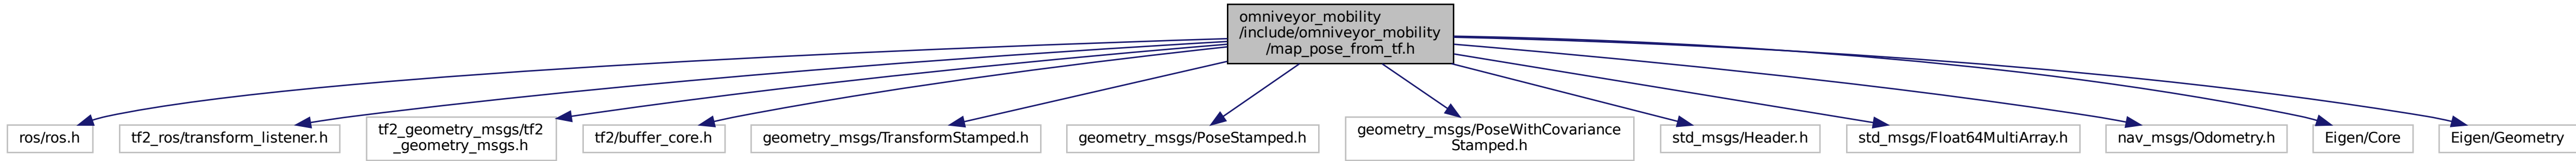 omniveyor_mobility
/include/omniveyor_mobility
/map_pose_from_tf.h
ros/ros.h
tf2_ros/transform_listener.h
tf2_geometry_msgs/tf2
_geometry_msgs.h
tf2/buffer_core.h
geometry_msgs/TransformStamped.h
geometry_msgs/PoseStamped.h
geometry_msgs/PoseWithCovariance
Stamped.h
std_msgs/Header.h
std_msgs/Float64MultiArray.h
nav_msgs/Odometry.h
Eigen/Core
Eigen/Geometry